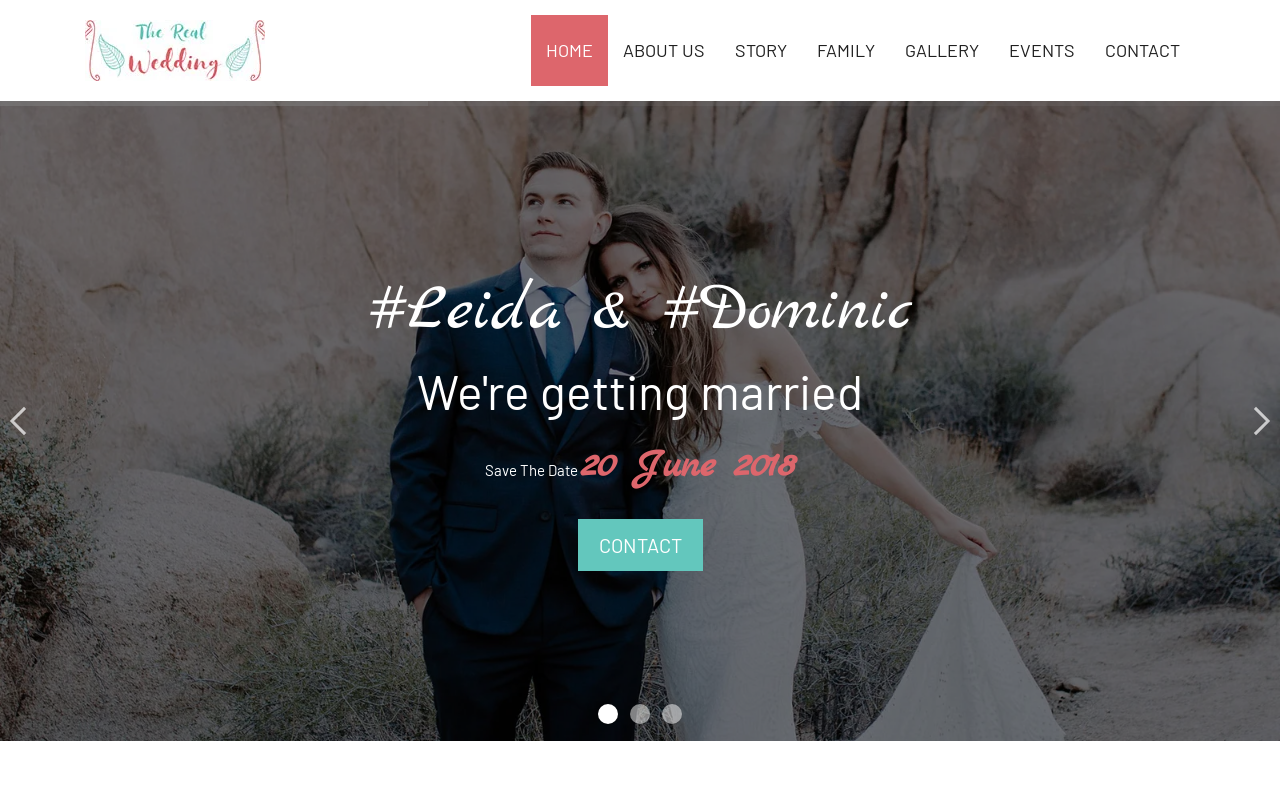 The Real
Wedding
HOME ABOUT US STORY FAMILY GALLERY EVENTS CONTACT
#Leida & #Dominic
We're getting married
Save The Date 20 June 2018
CONTACT